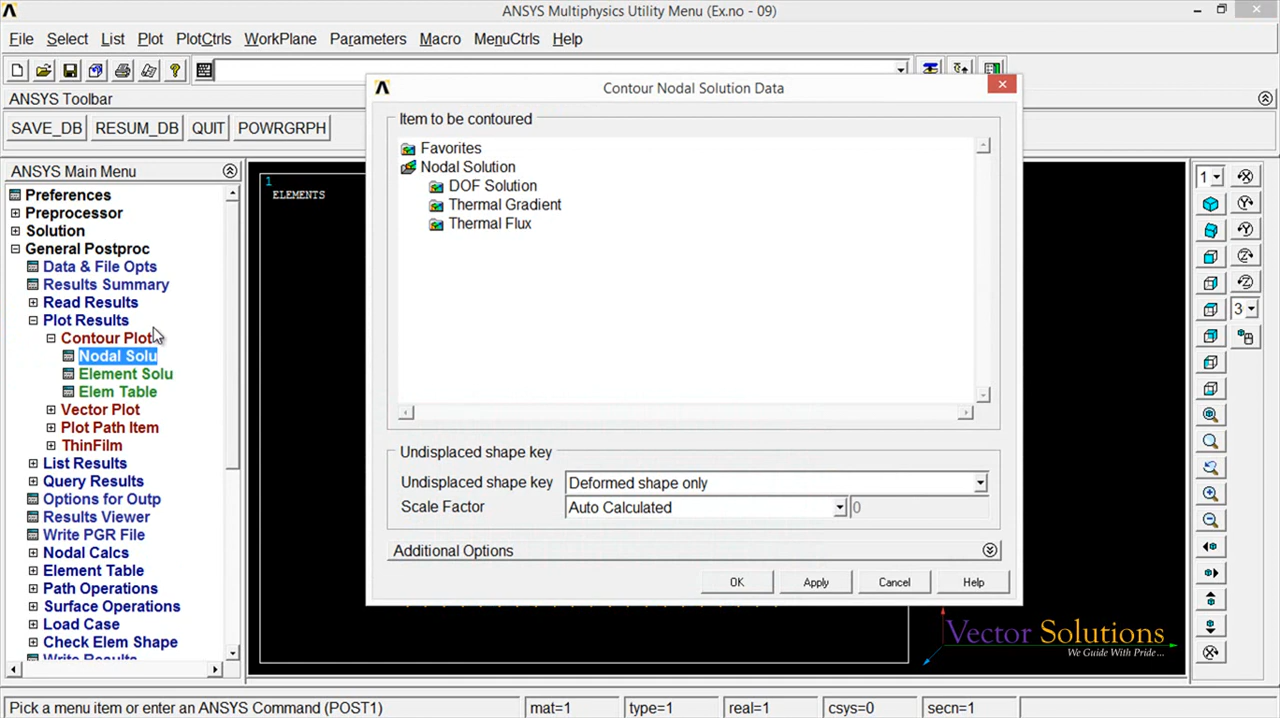 ANSYS Multiphysics Utility Menu (Ex.no - 09)
File Select List Plot PlotCtrls WorkPlane Parameters Macro MenuCtrls Help
ANSYS Toolbar
SAVE_DB RESUM_DB QUIT POWRGRPH
ANSYS Main Menu
Preferences
Preprocessor
Solution
General Postproc
Data & File Opts
Results Summary
Read Results
Plot Results
Contour Plot
Nodal Solu
Element Solu
Elem Table
Vector Plot
Plot Path Item
ThinFilm
List Results
Query Results
Options for Outp
Results Viewer
Write PGR File
Nodal Calcs
Element Table
Path Operations
Surface Operations
Load Case
Check Elem Shape
Write Results
1
ELEMENTS
Contour Nodal Solution Data
Item to be contoured
Favorites
Nodal Solution
DOF Solution
Thermal Gradient
Thermal Flux
Undisplaced shape key
Undisplaced shape key Deformed shape only
Scale Factor Auto Calculated 0
Additional Options
OK Apply Cancel Help
1
3
Vector Solutions
We Guide With Pride...
Pick a menu item or enter an ANSYS Command (POST1) mat=1 type=1 real=1 csys=0 secn=1